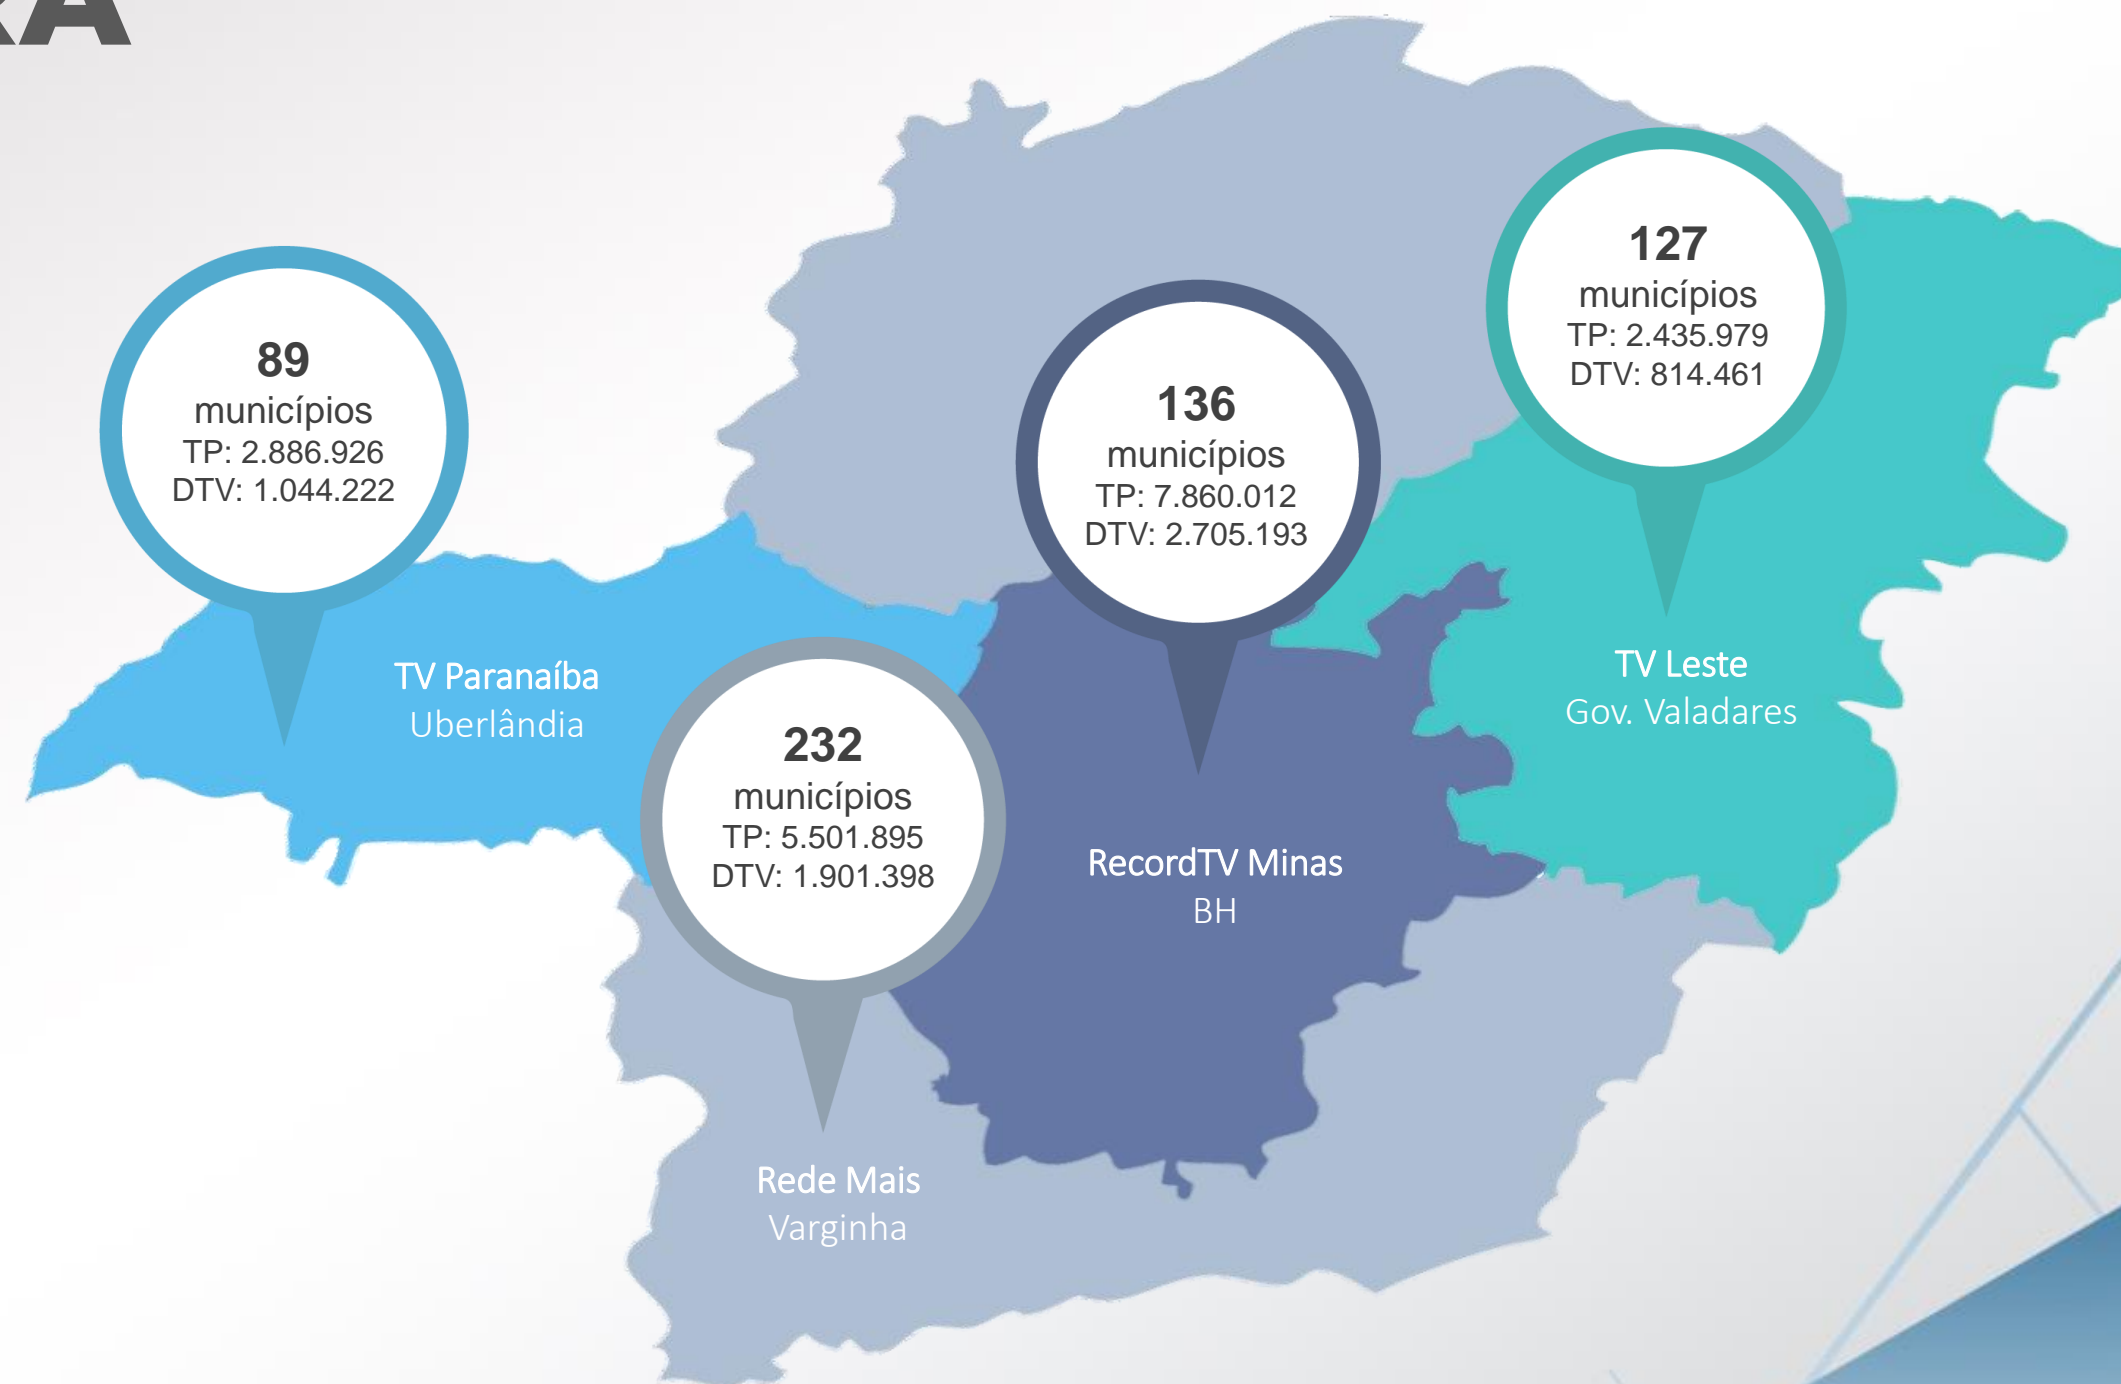 89
municípios
TP: 2.886.926
DTV: 1.044.222
TV Paranaíba
Uberlândia
232
municípios
TP: 5.501.895
DTV: 1.901.398
Rede Mais
Varginha
136
municípios
TP: 7.860.012
DTV: 2.705.193
RecordTV Minas
BH
127
municípios
TP: 2.435.979
DTV: 814.461
TV Leste
Gov. Valadares